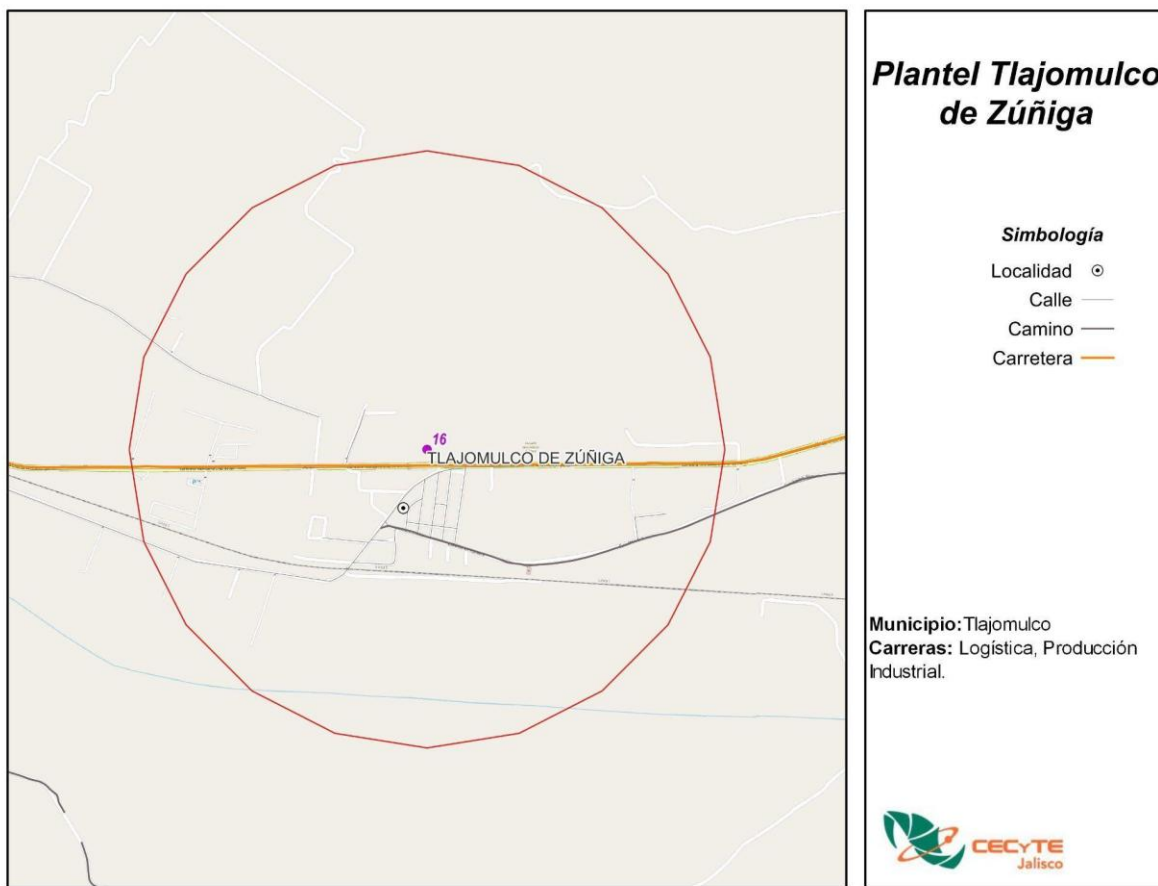 Plantel Tlajomulco
de Zúñiga
Simbología
Localidad
Calle
Camino
Carretera
16
TLAJOMULCO DE ZÚÑIGA
Municipio: Tlajomulco
Carreras: Logística, Producción
Industrial.
CECyTE
Jalisco